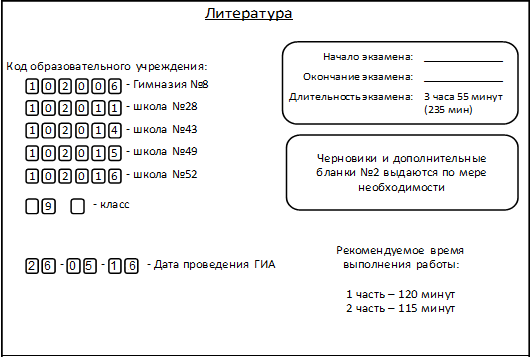 Литература
Код образовательного учреждения:
102006 - Гимназия №8
102011 - школа №28
102014 - школа №43
102015 - школа №49
102016 - школа №52
9 - класс
26-05-16 - Дата проведения ГИА
Начало экзамена: ____________
Окончание экзамена: ____________
Длительность экзамена: 3 часа 55 минут
(235 мин)
Черновики и дополнительные
бланки №2 выдаются по мере
необходимости
Рекомендуемое время
выполнения работы:
1 часть – 120 минут
2 часть – 115 минут